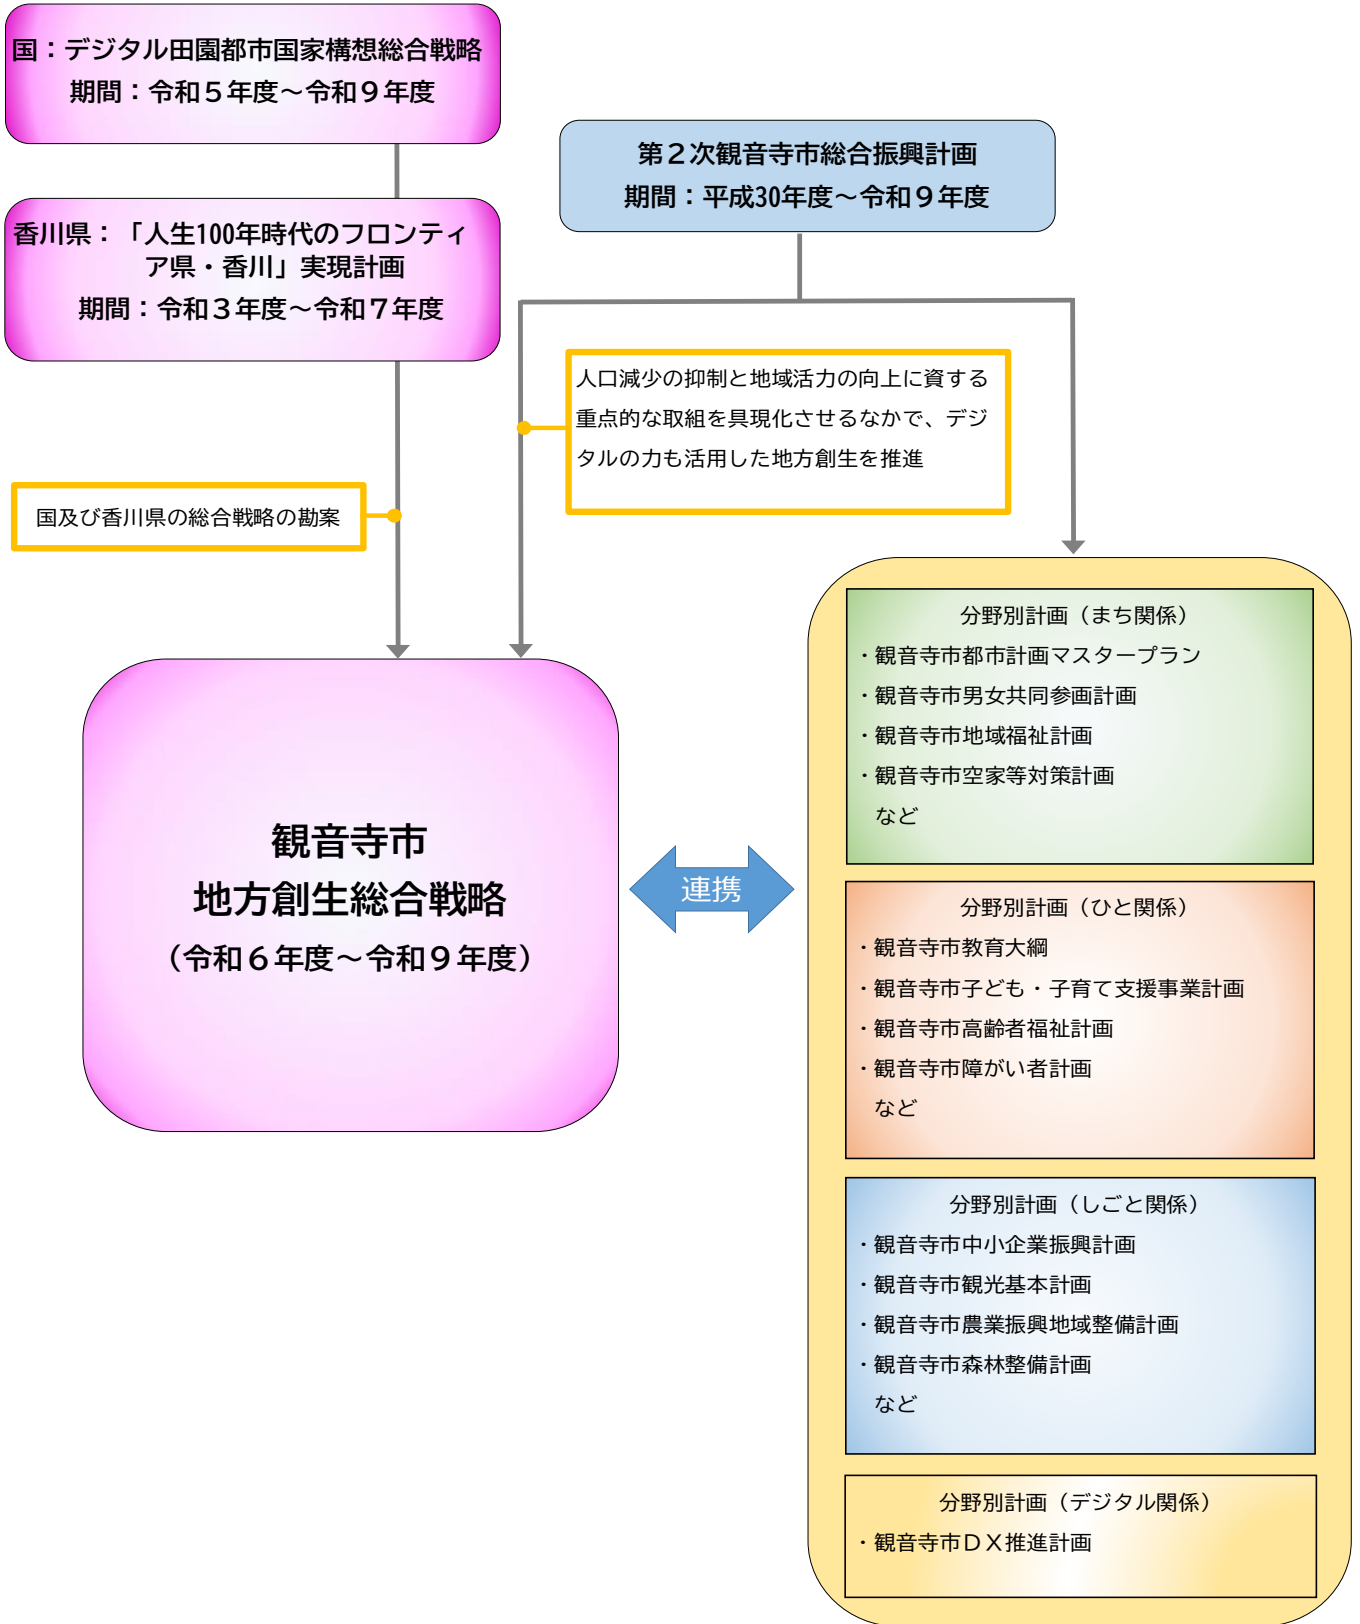 国：デジタル田園都市国家構想総合戦略
期間：令和５年度～令和９年度
香川県：「人生100年時代のフロンティ
ア県・香川」実現計画
期間：令和３年度～令和７年度
第２次観音寺市総合振興計画
期間：平成30年度～令和９年度
人口減少の抑制と地域活力の向上に資する
重点的な取組を具現化させるなかで、デジ
タルの力も活用した地方創生を推進
国及び香川県の総合戦略の勘案
観音寺市
地方創生総合戦略
（令和６年度～令和９年度）
連携
分野別計画（まち関係）
・観音寺市都市計画マスタープラン
・観音寺市男女共同参画計画
・観音寺市地域福祉計画
・観音寺市空家等対策計画
など
分野別計画（ひと関係）
・観音寺市教育大綱
・観音寺市子ども・子育て支援事業計画
・観音寺市高齢者福祉計画
・観音寺市障がい者計画
など
分野別計画（しごと関係）
・観音寺市中小企業振興計画
・観音寺市観光基本計画
・観音寺市農業振興地域整備計画
・観音寺市森林整備計画
など
分野別計画（デジタル関係）
・観音寺市ＤＸ推進計画